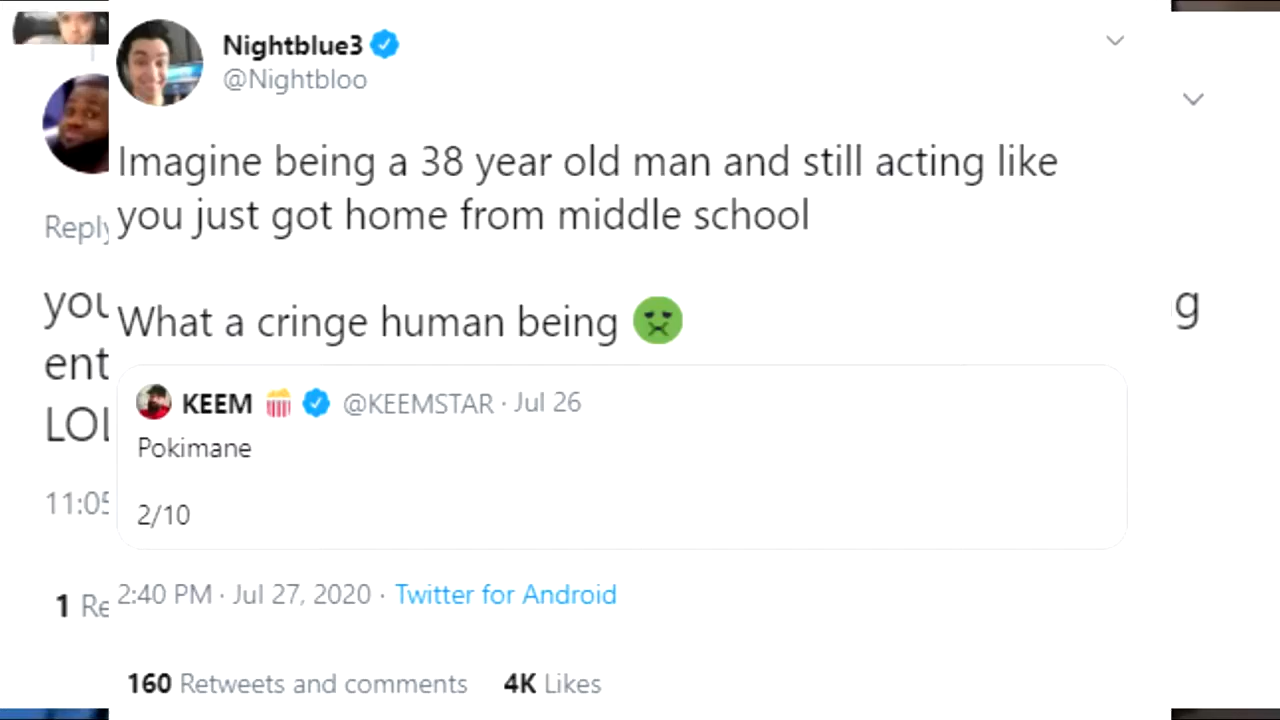 Nightblue3
@Nightbloo
Imagine being a 38 year old man and still acting like
you just got home from middle school
What a cringe human being
KEEM @KEEMSTAR · Jul 26
Pokimane
2/10
2:40 PM · Jul 27, 2020 · Twitter for Android
160 Retweets and comments 4K Likes
Reply
you
ent
g
LOL
11:05
1 Re